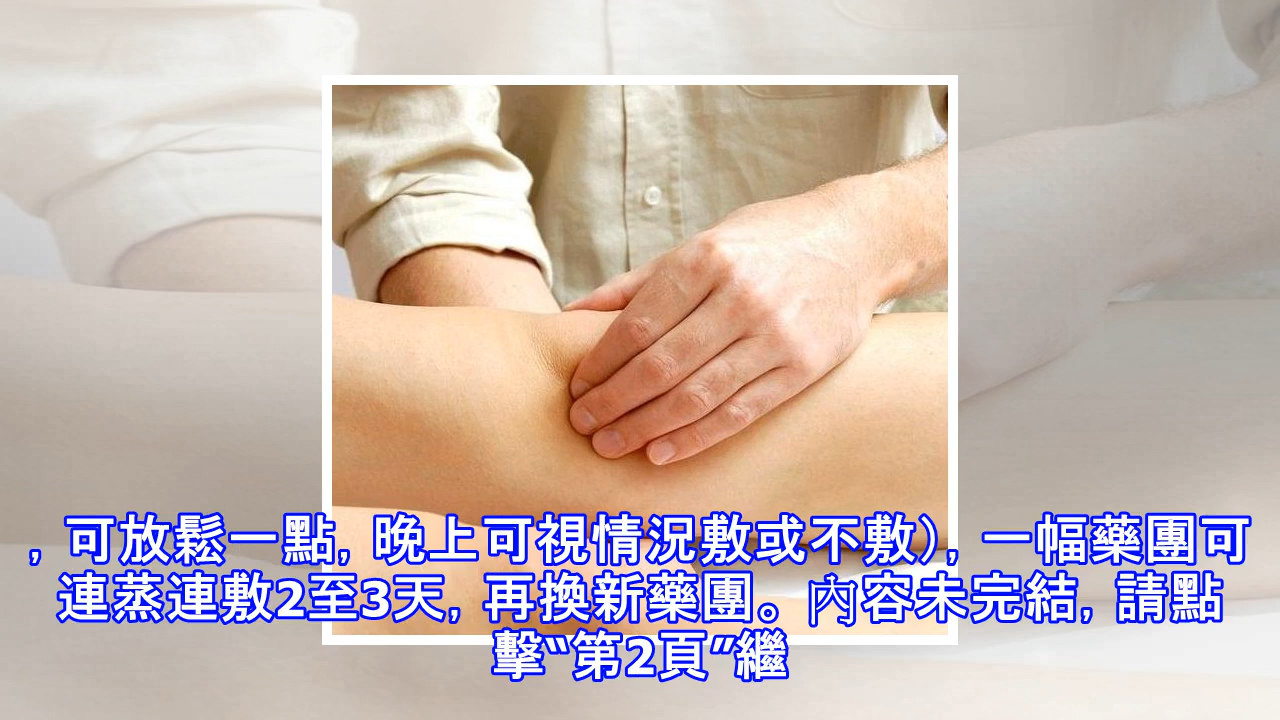 ，可放鬆一點，晚上可視情況敷或不敷），一幅藥團可
連蒸連敷2至3天，再換新藥團。內容未完結，請點
擊“第2頁”繼